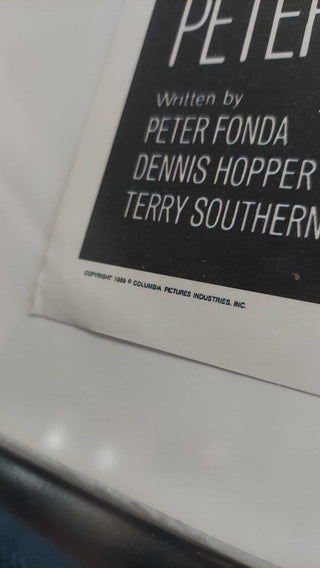 PETER
Written by
PETER FONDA
DENNIS HOPPER
TERRY SOUTHERN
COPYRIGHT 1969 © COLUMBIA PICTURES INDUSTRIES, INC.